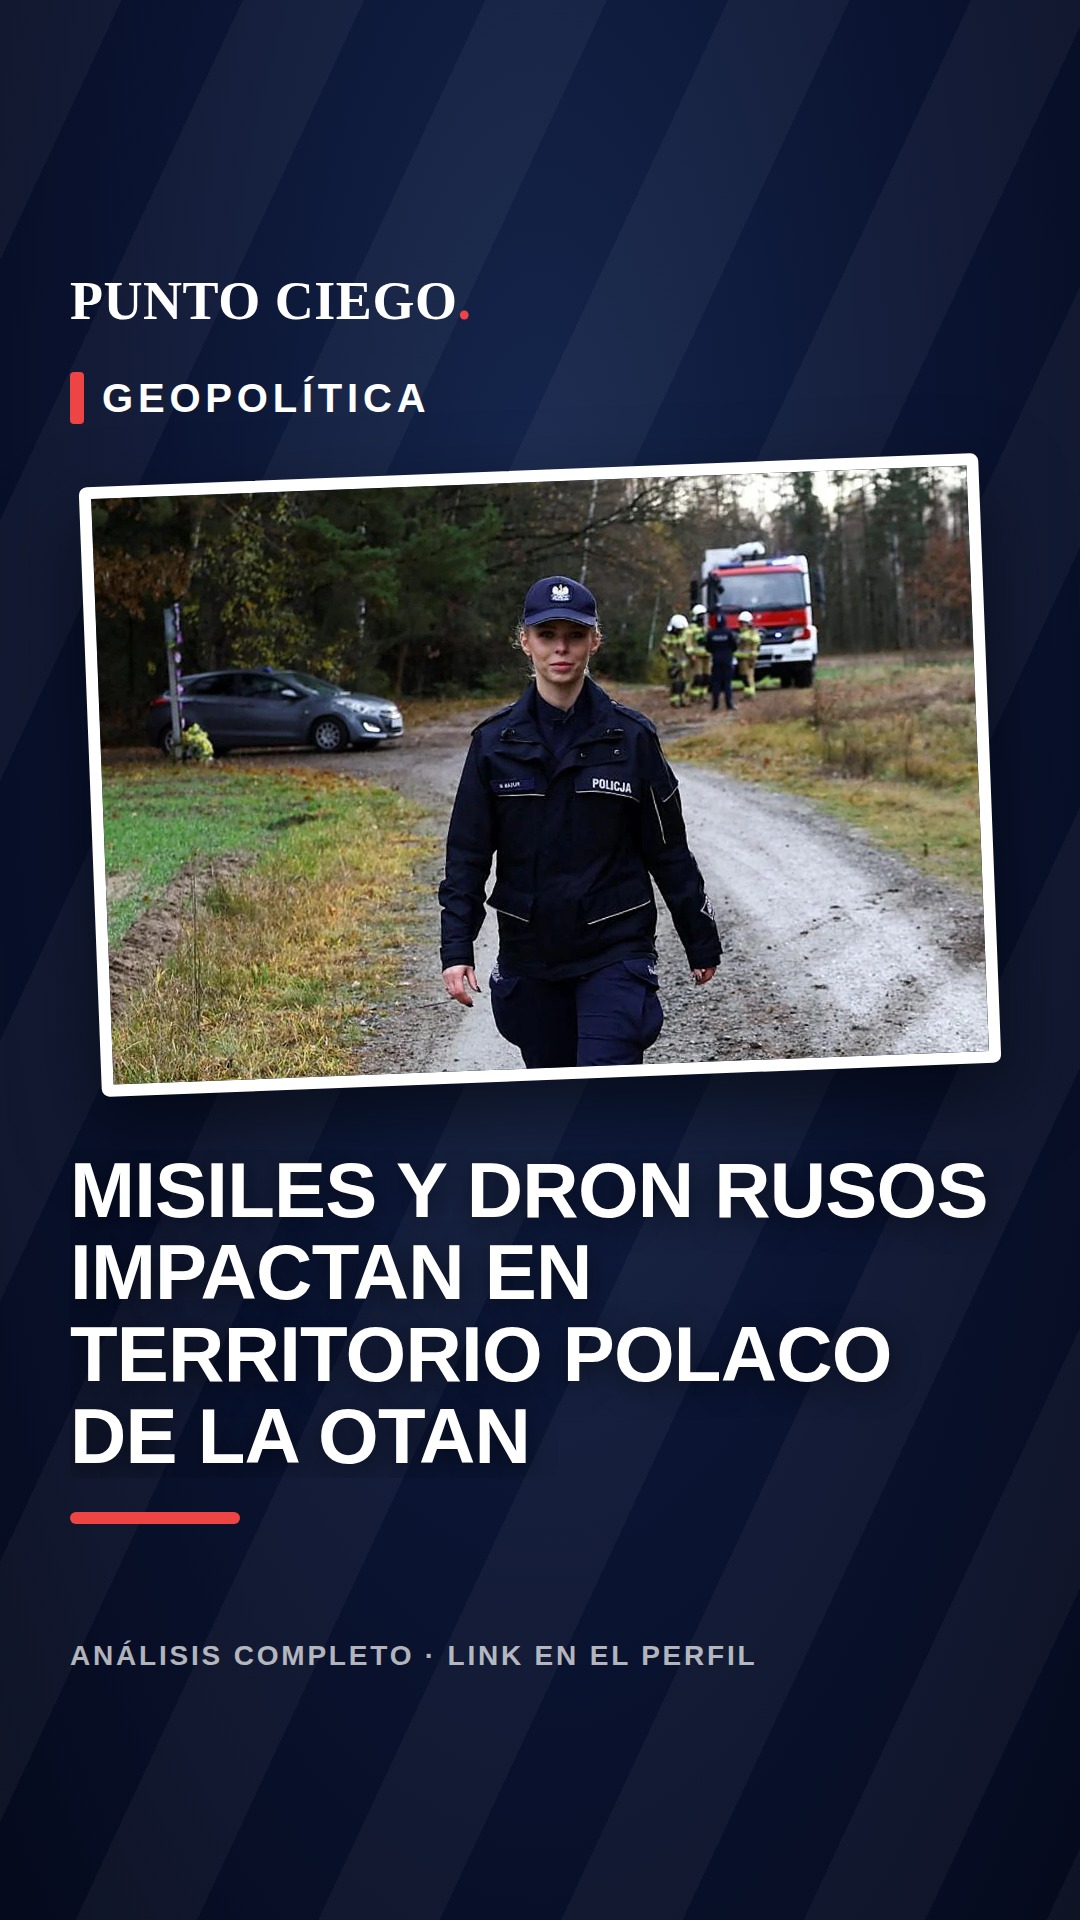 PUNTO CIEGO.
GEOPOLÍTICA
POLICJA
MISILES Y DRON RUSOS
IMPACTAN EN
TERRITORIO POLACO
DE LA OTAN
ANÁLISIS COMPLETO · LINK EN EL PERFIL